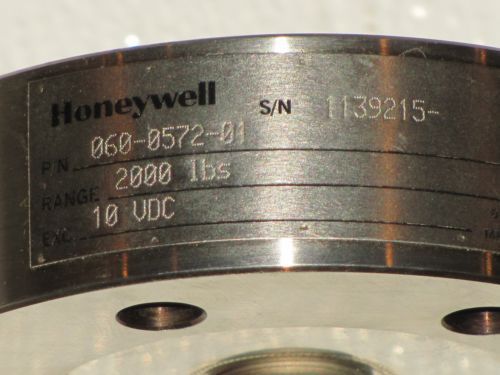 Honeywell S/N 1139215-
P/N 060-0572-01
RANGE 2000 lbs
EXC. 10 VDC